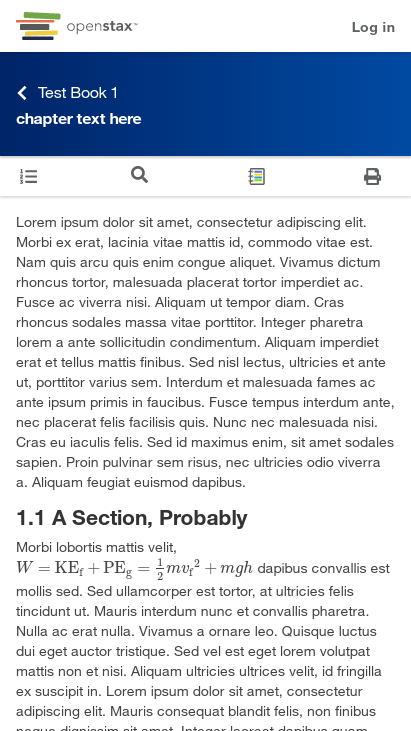 openstax™
Log in
Test Book 1
chapter text here
Lorem ipsum dolor sit amet, consectetur adipiscing elit.
Morbi ex erat, lacinia vitae mattis id, commodo vitae est.
Nam quis arcu quis enim congue aliquet. Vivamus dictum
rhoncus tortor, malesuada placerat tortor imperdiet ac.
Fusce ac viverra nisi. Aliquam ut tempor diam. Cras
rhoncus sodales massa vitae porttitor. Integer pharetra
lorem a ante sollicitudin condimentum. Aliquam imperdiet
erat et tellus mattis finibus. Sed nisl lectus, ultricies et ante
ut, porttitor varius sem. Interdum et malesuada fames ac
ante ipsum primis in faucibus. Fusce tempus interdum ante,
nec placerat felis facilisis quis. Nunc nec malesuada nisi.
Cras eu iaculis felis. Sed id maximus enim, sit amet sodales
sapien. Proin pulvinar sem risus, nec ultricies odio viverra
a. Aliquam feugiat euismod dapibus.
1.1 A Section, Probably
Morbi lobortis mattis velit,
W = KE_f + PE_g = 1/2 mv_f² + mgh dapibus convallis est
mollis sed. Sed ullamcorper est tortor, at ultricies felis
tincidunt ut. Mauris interdum nunc et convallis pharetra.
Nulla ac erat nulla. Vivamus a ornare leo. Quisque luctus
dui eget auctor tristique. Sed vel est eget lorem volutpat
mattis non et nisi. Aliquam ultricies ultrices velit, id fringilla
ex suscipit in. Lorem ipsum dolor sit amet, consectetur
adipiscing elit. Mauris consequat blandit felis, non finibus
neque dignissim sit amet. Integer laoreet dapibus quam